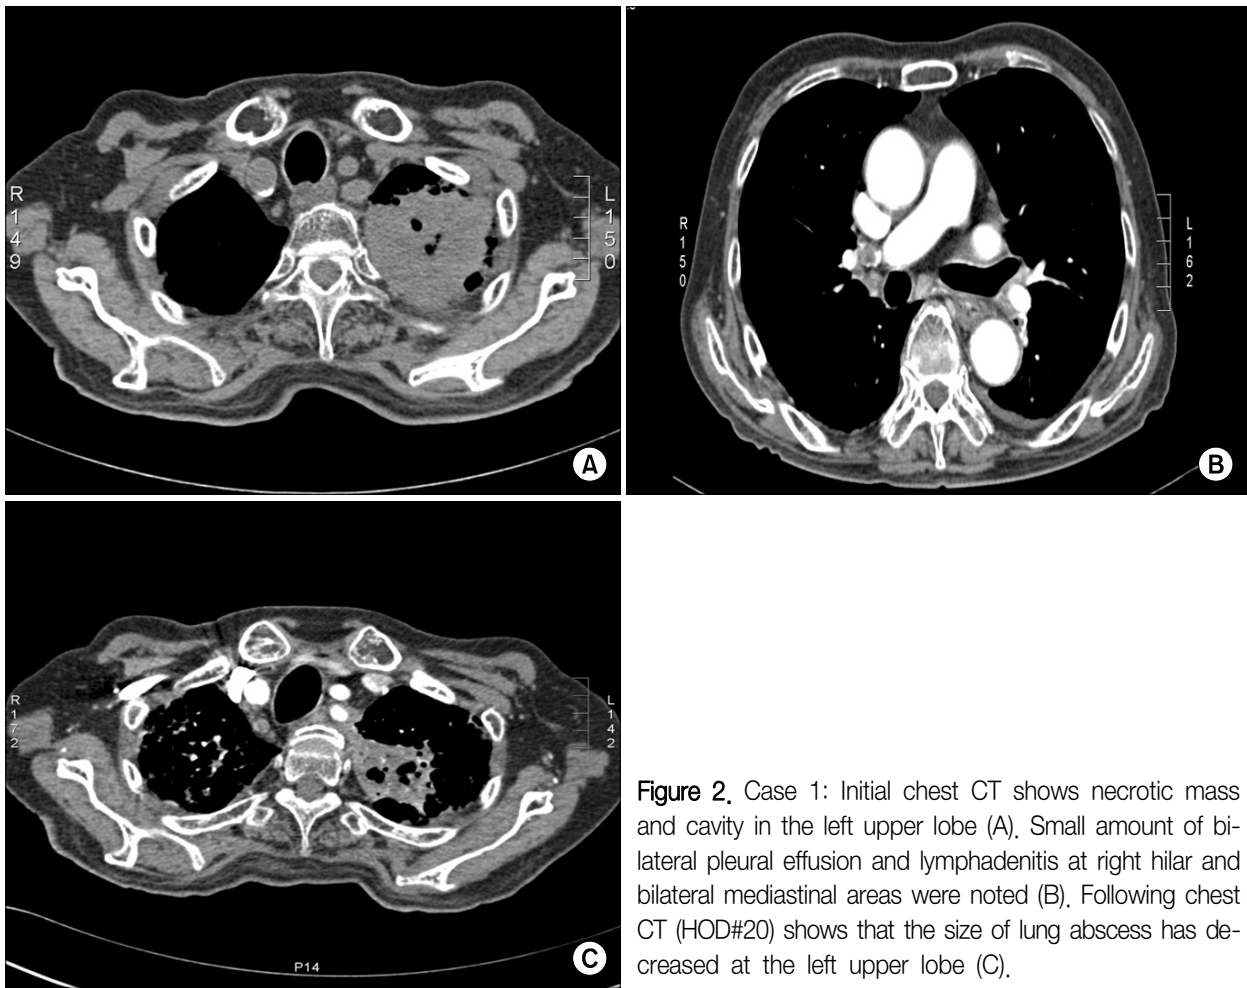 R
1
4
9
L
1
5
0
A
R
1
5
0
L
1
6
2
B
R
1
7
2
L
1
4
2
P14
C
Figure 2. Case 1: Initial chest CT shows necrotic mass
and cavity in the left upper lobe (A). Small amount of bi-
lateral pleural effusion and lymphadenitis at right hilar and
bilateral mediastinal areas were noted (B). Following chest
CT (HOD#20) shows that the size of lung abscess has de-
creased at the left upper lobe (C).